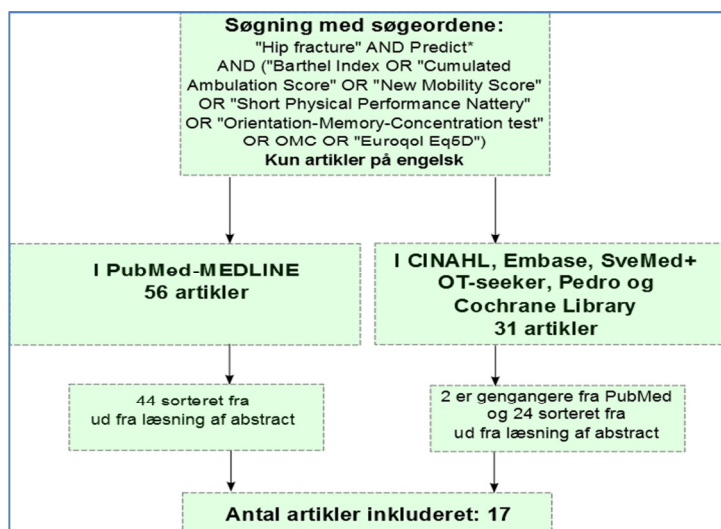 Søgning med søgeordene:
"Hip fracture" AND Predict*
AND ("Barthel Index OR "Cumulated
Ambulation Score" OR "New Mobility Score"
OR "Short Physical Performance Nattery"
OR "Orientation-Memory-Concentration test"
OR OMC OR "Euroqol Eq5D")
Kun artikler på engelsk
I PubMed-MEDLINE
56 artikler
I CINAHL, Embase, SveMed+
OT-seeker, Pedro og
Cochrane Library
31 artikler
44 sorteret fra
ud fra læsning af abstract
2 er gengangere fra PubMed
og 24 sorteret fra
ud fra læsning af abstract
Antal artikler inkluderet: 17